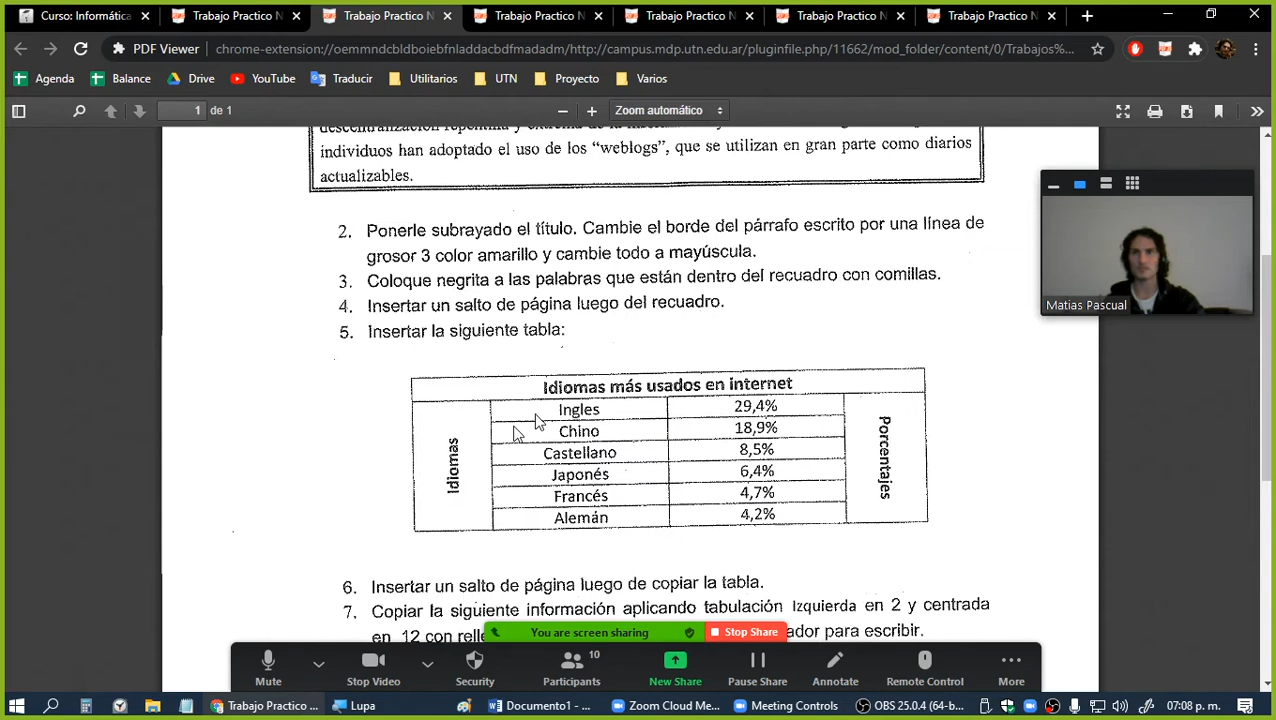 Curso: Informática
Trabajo Practico N
Trabajo Practico N
Trabajo Practico N
Trabajo Practico N
Trabajo Practico N
Trabajo Practico N
PDF Viewer
chrome-extension://oemmndcbldboiebfnladdacbdfmadadm/http://campus.mdp.utn.edu.ar/pluginfile.php/11662/mod_folder/content/0/Trabajos%...
Agenda
Balance
Drive
YouTube
Traducir
Utilitarios
UTN
Proyecto
Varios
1
de 1
Zoom automático
individuos han adoptado el uso de los “weblogs”, que se utilizan en gran parte como diarios
actualizables.
2. Ponerle subrayado el título. Cambie el borde del párrafo escrito por una línea de
grosor 3 color amarillo y cambie todo a mayúscula.
3. Coloque negrita a las palabras que están dentro del recuadro con comillas.
4. Insertar un salto de página luego del recuadro.
5. Insertar la siguiente tabla:
Idiomas más usados en internet
Idiomas
Ingles 29,4%
Chino 18,9%
Castellano 8,5%
Japonés 6,4%
Francés 4,7%
Alemán 4,2%
Porcentajes
6. Insertar un salto de página luego de copiar la tabla.
7. Copiar la siguiente información aplicando tabulación Izquierda en 2 y centrada
en 12 con
para escribir.
Matias Pascual
You are screen sharing
Stop Share
Mute
Stop Video
Security
10
Participants
New Share
Pause Share
Annotate
Remote Control
More
Trabajo Practico ...
Lupa
Documento1 - ...
Zoom Cloud Me...
Meeting Controls
OBS 25.0.4 (64-b...
07:08 p. m.